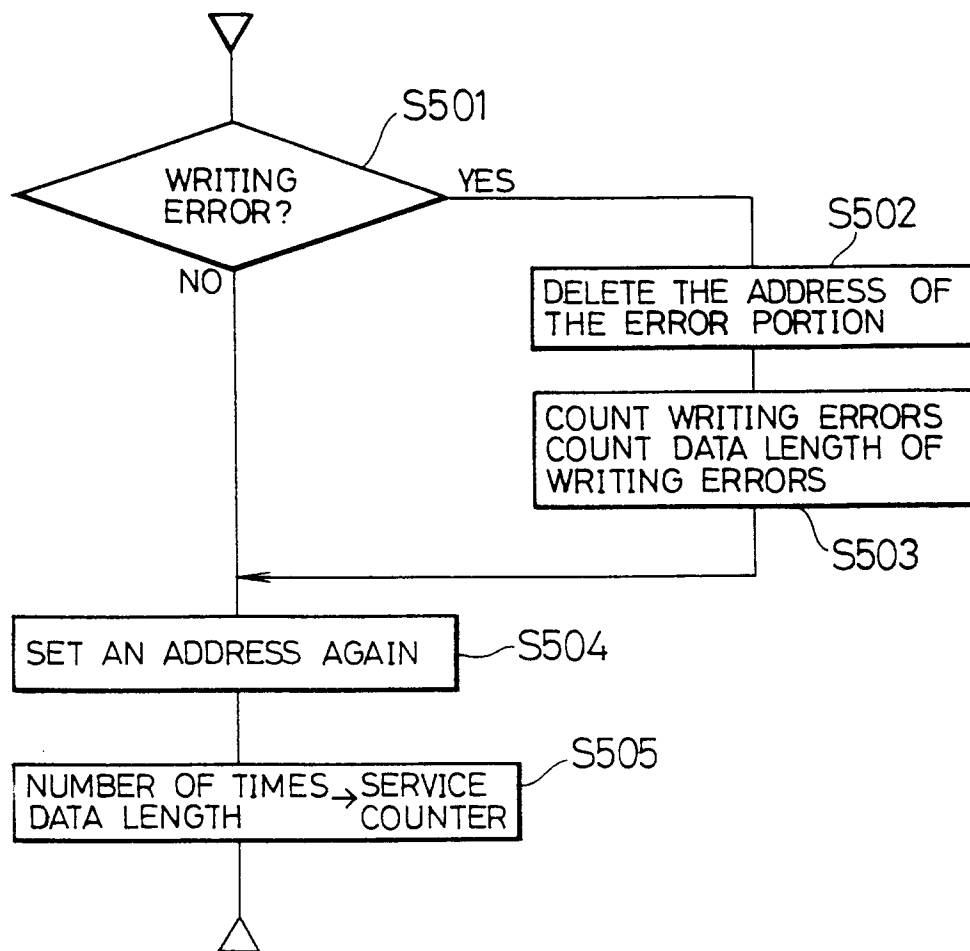 S501
WRITING
ERROR?
YES
NO
S502
DELETE THE ADDRESS OF
THE ERROR PORTION
COUNT WRITING ERRORS
COUNT DATA LENGTH OF
WRITING ERRORS
S503
SET AN ADDRESS AGAIN
S504
S505
NUMBER OF TIMES → SERVICE
DATA LENGTH COUNTER